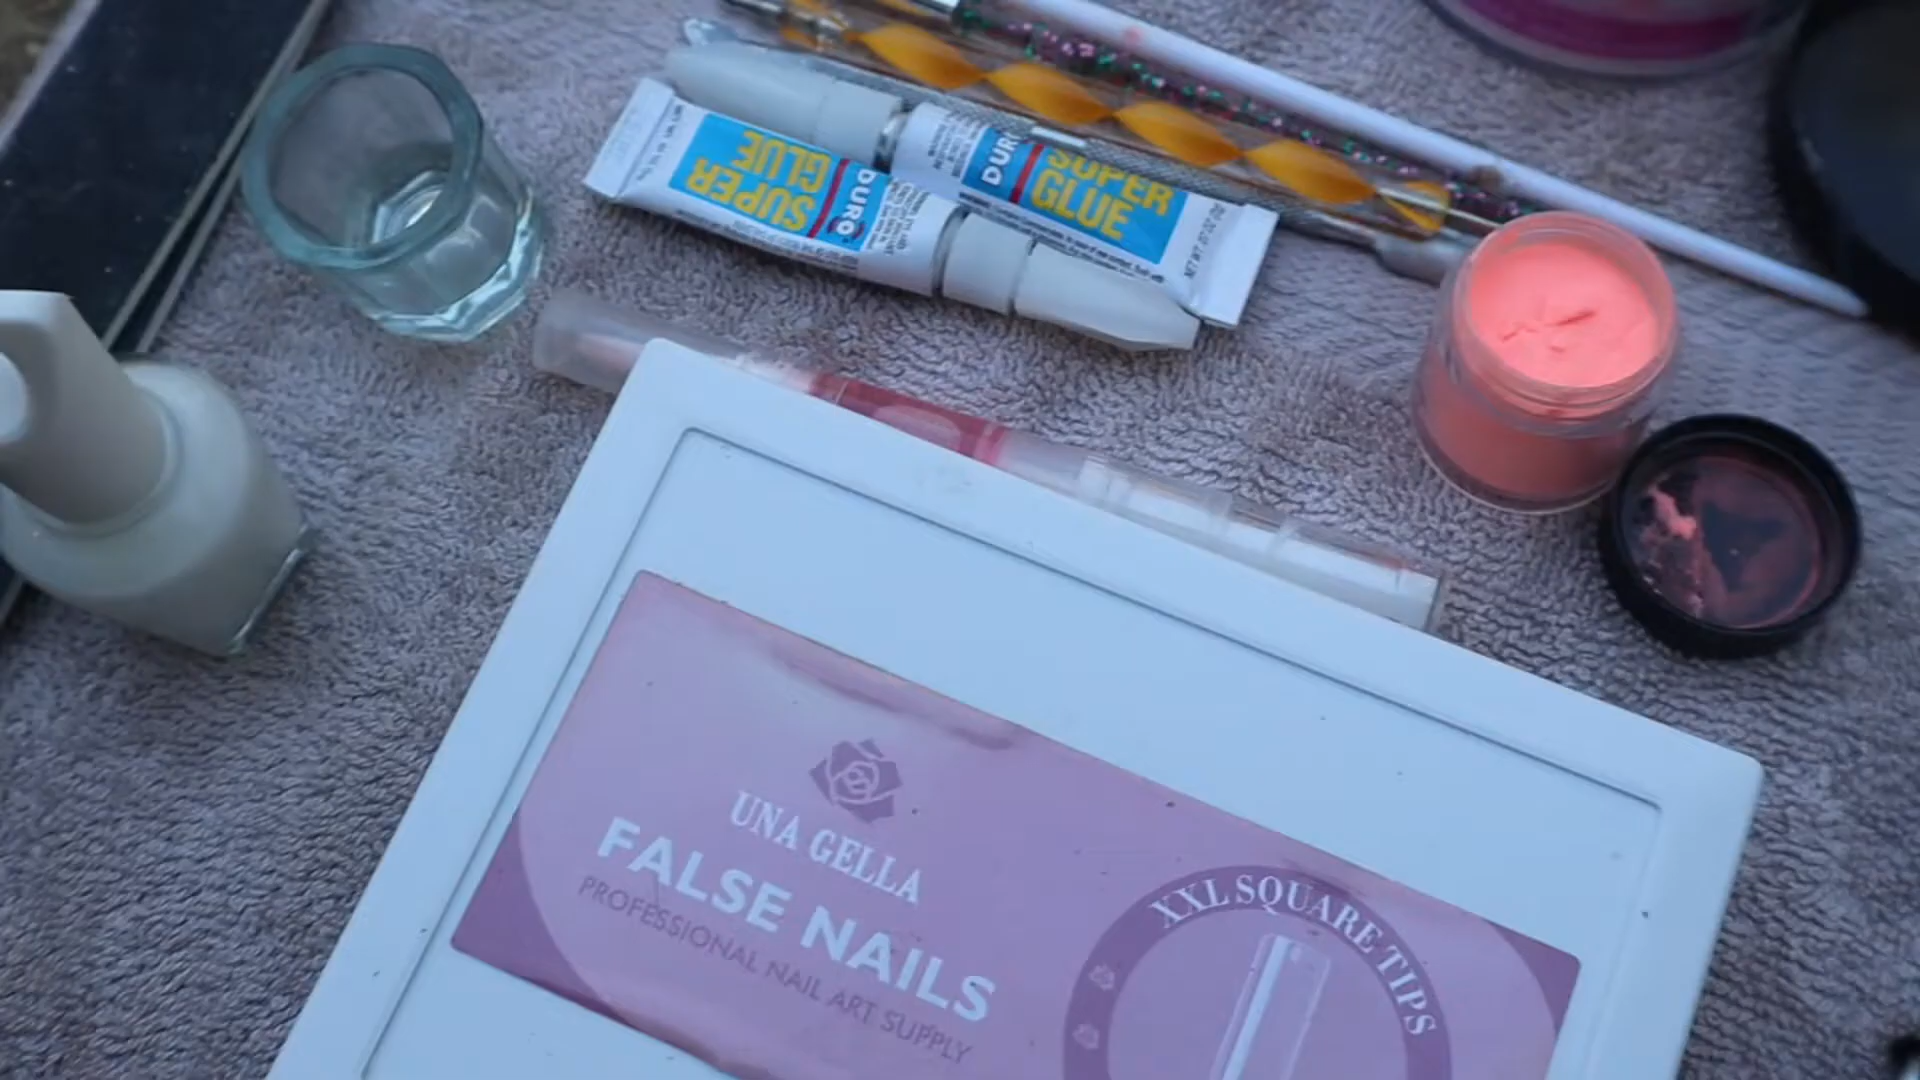 SUPER
GLUE
DURO
DURO
SUPER
GLUE
UNA GELLA
FALSE NAILS
PROFESSIONAL NAIL ART SUPPLY
XXL SQUARE TIPS